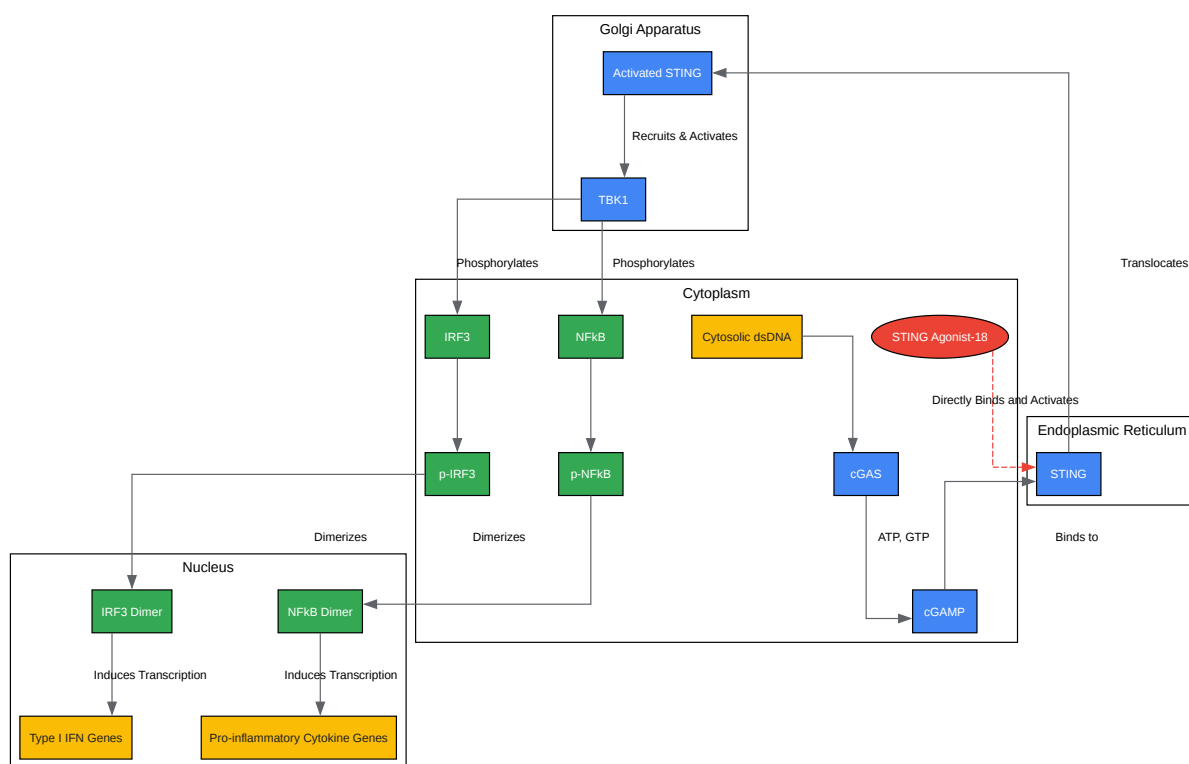 Golgi Apparatus
Activated STING
Recruits & Activates
TBK1
Phosphorylates
Phosphorylates
Translocates
Cytoplasm
IRF3
NFkB
Cytosolic dsDNA
STING Agonist-18
Directly Binds and Activates
Endoplasmic Reticulum
p-IRF3
p-NFkB
cGAS
STING
Dimerizes
Dimerizes
ATP, GTP
Binds to
Nucleus
IRF3 Dimer
NFkB Dimer
cGAMP
Induces Transcription
Induces Transcription
Type I IFN Genes
Pro-inflammatory Cytokine Genes